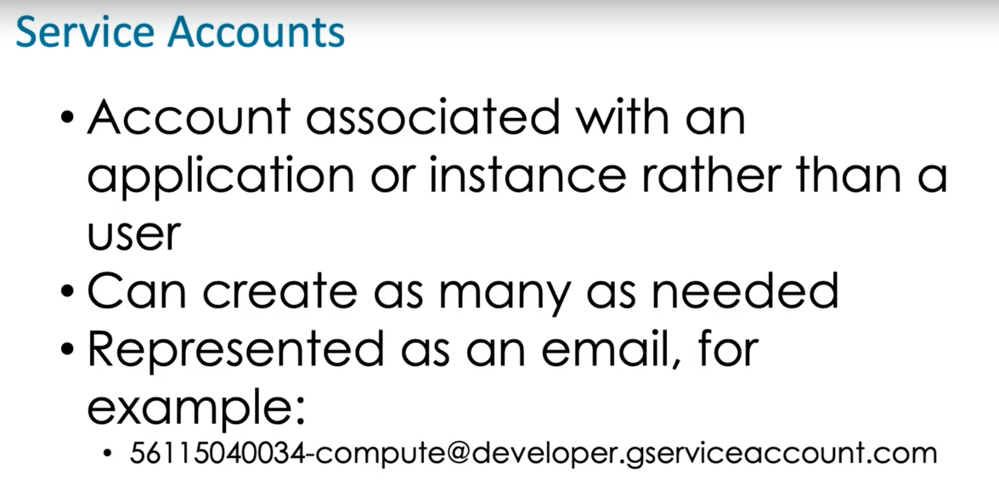 Service Accounts
• Account associated with an
application or instance rather than a
user
• Can create as many as needed
• Represented as an email, for
example:
• 56115040034-compute@developer.gserviceaccount.com